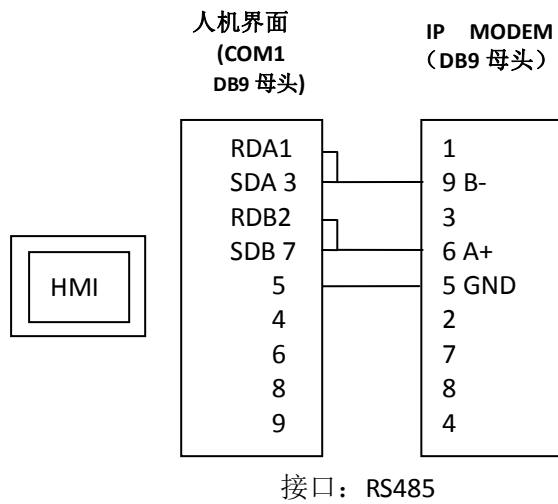 人机界面
(COM1
DB9 母头)
IP MODEM
（DB9 母头）
HMI
RDA1
SDA 3
RDB2
SDB 7
5
4
6
8
9
1
9 B-
3
6 A+
5 GND
2
7
8
4
接口：RS485